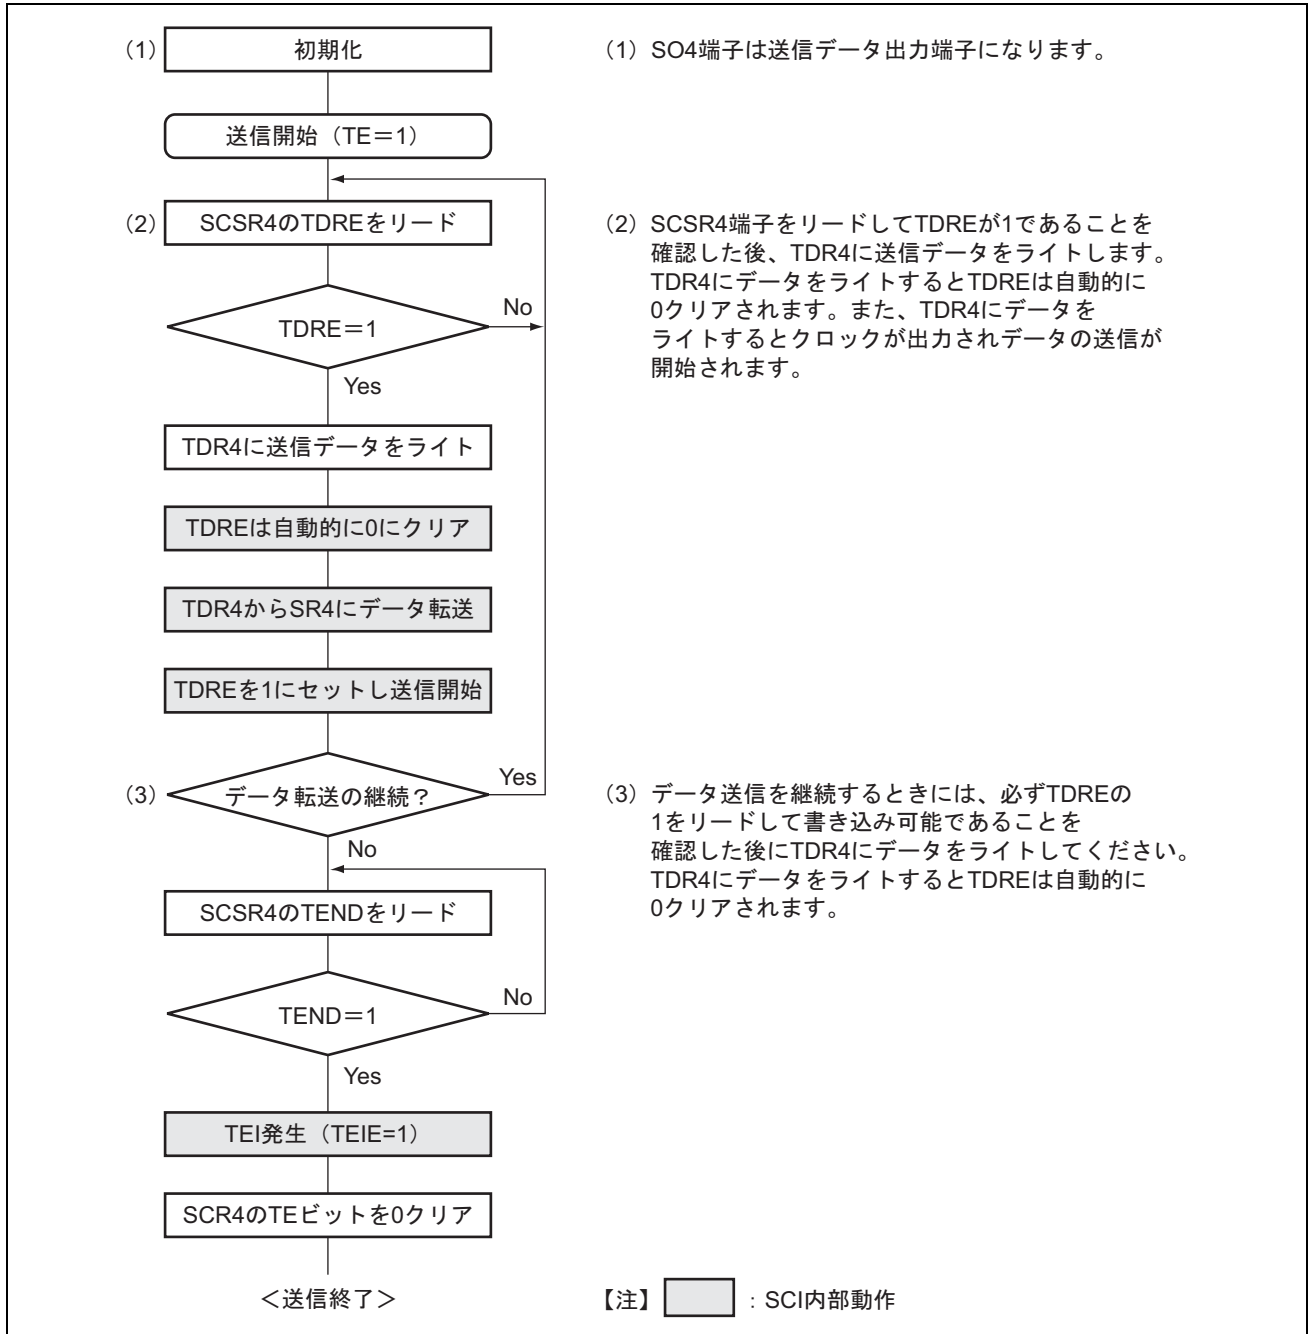 (1) 初期化
(1) SO4端子は送信データ出力端子になります。
送信開始（TE＝1）
(2) SCSR4のTDREをリード
(2) SCSR4端子をリードしてTDREが1であることを
確認した後、TDR4に送信データをライトします。
TDR4にデータをライトするとTDREは自動的に
0クリアされます。また、TDR4にデータを
ライトするとクロックが出力されデータの送信が
開始されます。
TDRE＝1
No
Yes
TDR4に送信データをライト
TDREは自動的に0にクリア
TDR4からSR4にデータ転送
TDREを1にセットし送信開始
(3) データ転送の継続？
Yes
No
(3) データ送信を継続するときには、必ずTDREの
1をリードして書き込み可能であることを
確認した後にTDR4にデータをライトしてください。
TDR4にデータをライトするとTDREは自動的に
0クリアされます。
SCSR4のTENDをリード
TEND＝1
No
Yes
TEI発生（TEIE=1）
SCR4のTEビットを0クリア
＜送信終了＞
【注】 ：SCI内部動作